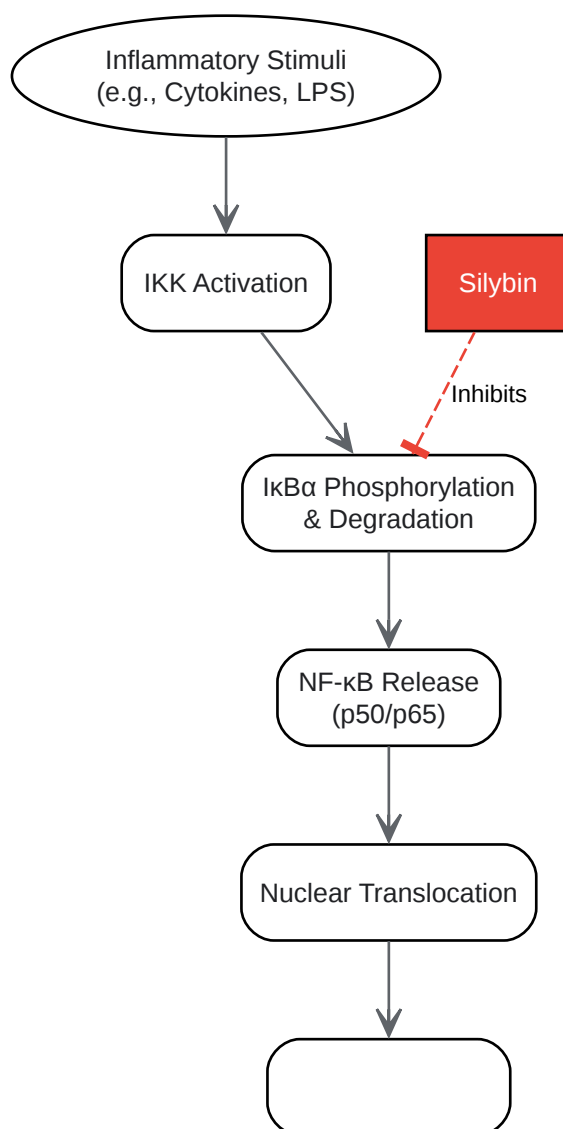 Inflammatory Stimuli
(e.g., Cytokines, LPS)
IKK Activation
Silybin
Inhibits
IκBα Phosphorylation
& Degradation
NF-κB Release
(p50/p65)
Nuclear Translocation